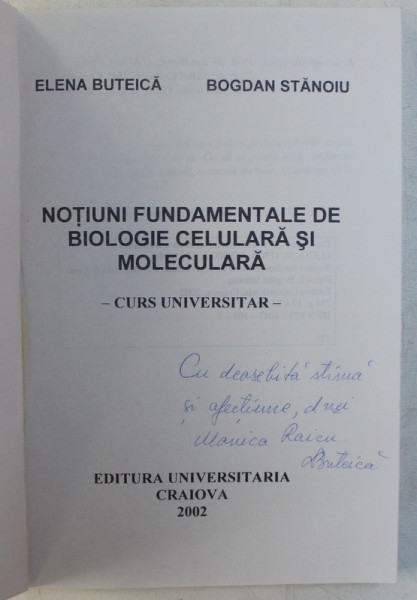 ELENA BUTEICĂ BOGDAN STĂNOIU
NOȚIUNI FUNDAMENTALE DE
BIOLOGIE CELULARĂ ŞI
MOLECULARĂ
– CURS UNIVERSITAR –
Cu deosebită stimă
și afecțiune, dnei
Monica Raicu
Buteică
EDITURA UNIVERSITARIA
CRAIOVA
2002